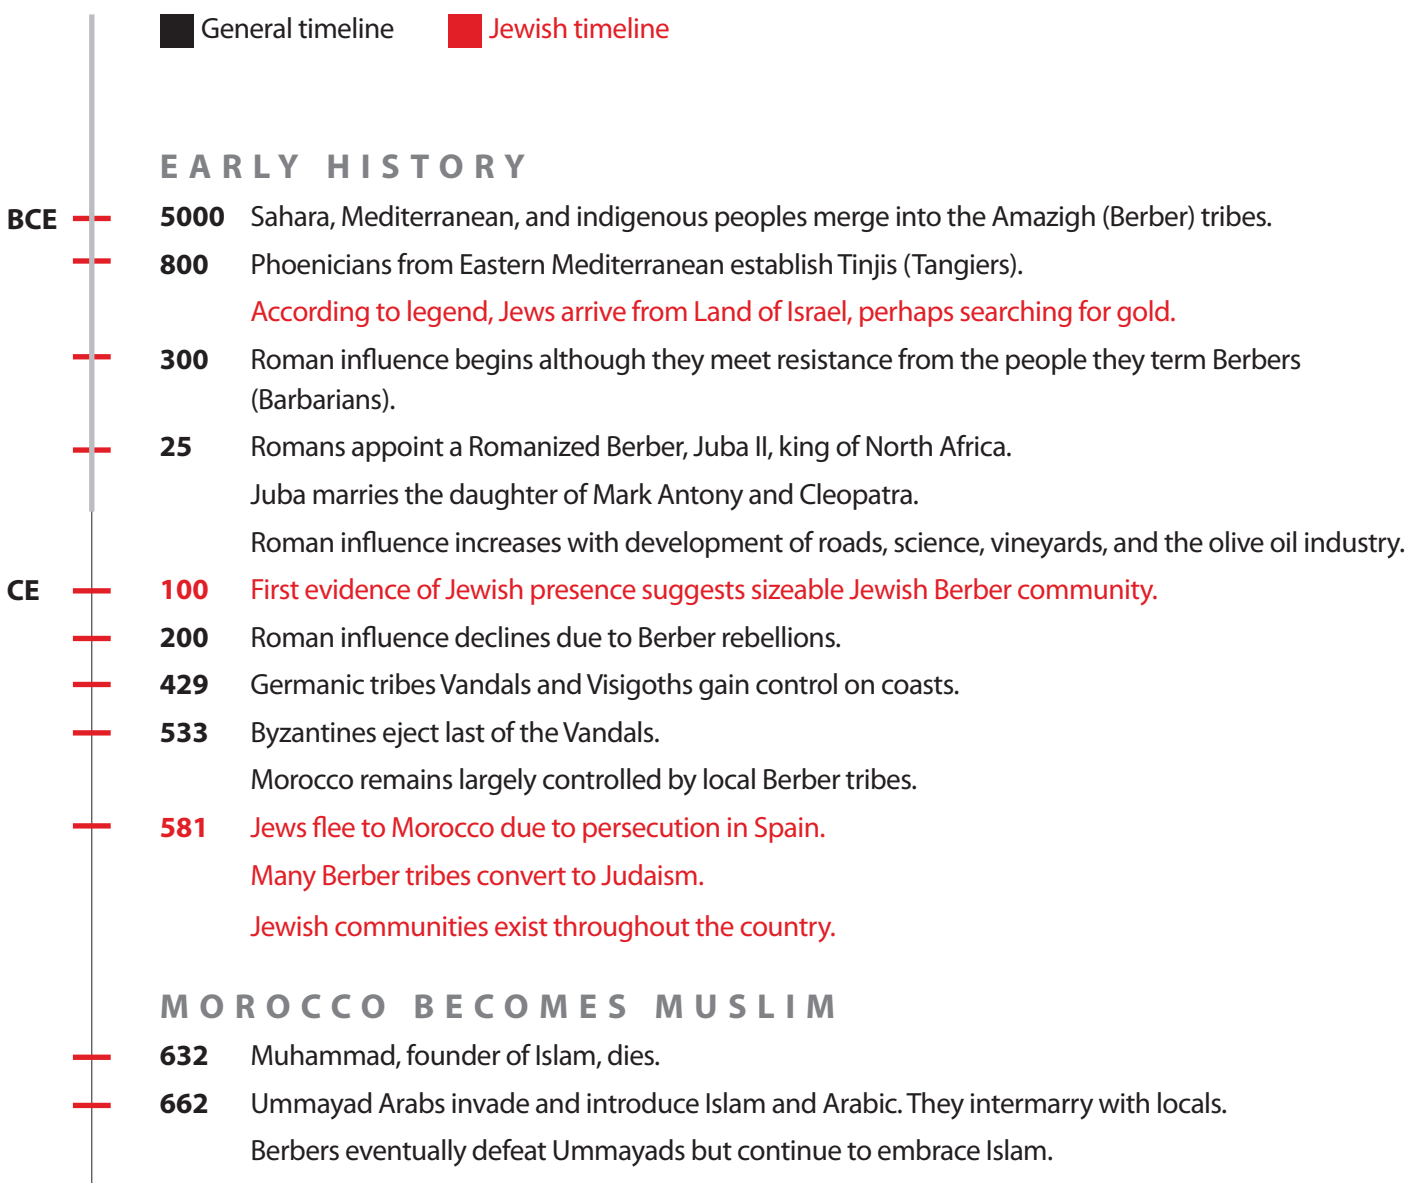 General timeline Jewish timeline
EARLY HISTORY
BCE 5000 Sahara, Mediterranean, and indigenous peoples merge into the Amazigh (Berber) tribes.
800 Phoenicians from Eastern Mediterranean establish Tinjis (Tangiers).
According to legend, Jews arrive from Land of Israel, perhaps searching for gold.
300 Roman influence begins although they meet resistance from the people they term Berbers
(Barbarians).
25 Romans appoint a Romanized Berber, Juba II, king of North Africa.
Juba marries the daughter of Mark Antony and Cleopatra.
Roman influence increases with development of roads, science, vineyards, and the olive oil industry.
CE 100 First evidence of Jewish presence suggests sizeable Jewish Berber community.
200 Roman influence declines due to Berber rebellions.
429 Germanic tribes Vandals and Visigoths gain control on coasts.
533 Byzantines eject last of the Vandals.
Morocco remains largely controlled by local Berber tribes.
581 Jews flee to Morocco due to persecution in Spain.
Many Berber tribes convert to Judaism.
Jewish communities exist throughout the country.
MOROCCO BECOMES MUSLIM
632 Muhammad, founder of Islam, dies.
662 Ummayad Arabs invade and introduce Islam and Arabic. They intermarry with locals.
Berbers eventually defeat Ummayads but continue to embrace Islam.